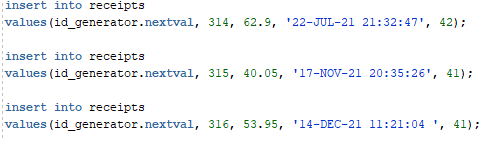 insert into receipts
values(id_generator.nextval, 314, 62.9, '22-JUL-21 21:32:47', 42);
insert into receipts
values(id_generator.nextval, 315, 40.05, '17-NOV-21 20:35:26', 41);
insert into receipts
values(id_generator.nextval, 316, 53.95, '14-DEC-21 11:21:04 ', 41);